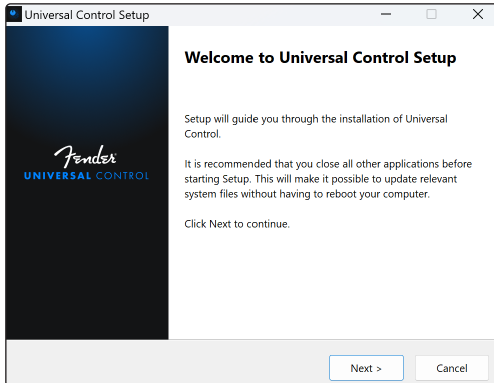 Universal Control Setup
Welcome to Universal Control Setup
Setup will guide you through the installation of Universal
Control.
It is recommended that you close all other applications before
starting Setup. This will make it possible to update relevant
system files without having to reboot your computer.
Click Next to continue.
Fender
UNIVERSAL CONTROL
Next >
Cancel